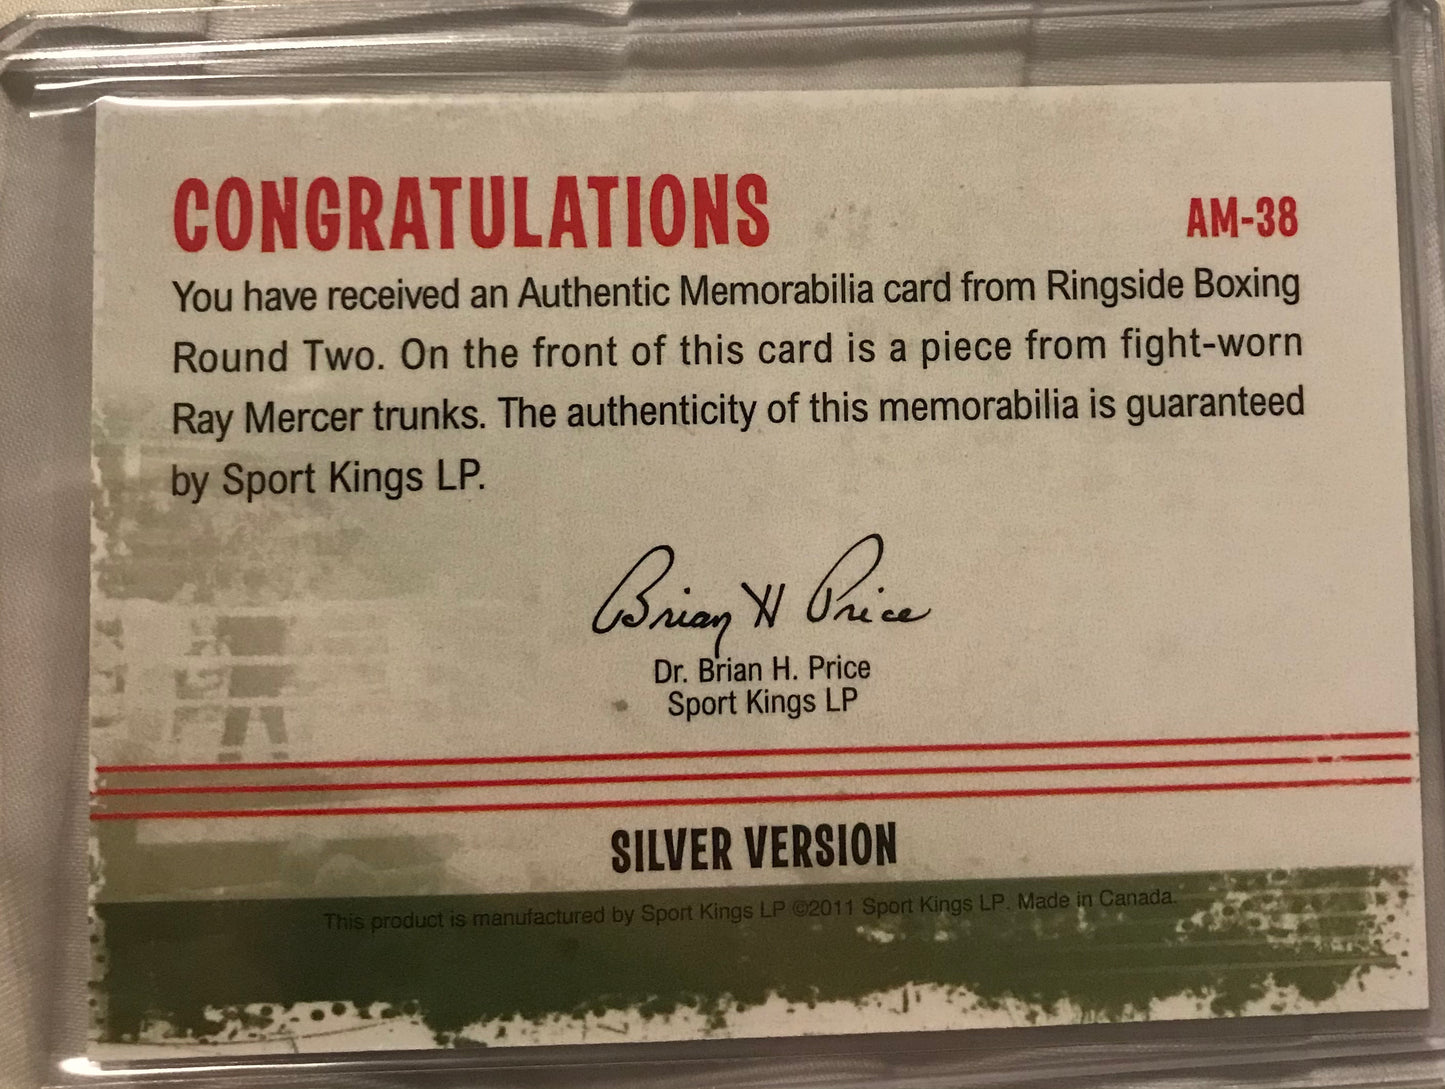 CONGRATULATIONS
AM-38
You have received an Authentic Memorabilia card from Ringside Boxing
Round Two. On the front of this card is a piece from fight-worn
Ray Mercer trunks. The authenticity of this memorabilia is guaranteed
by Sport Kings LP.
Brian H Price
Dr. Brian H. Price
Sport Kings LP
SILVER VERSION
This product is manufactured by Sport Kings LP ©2011 Sport Kings LP. Made in Canada.